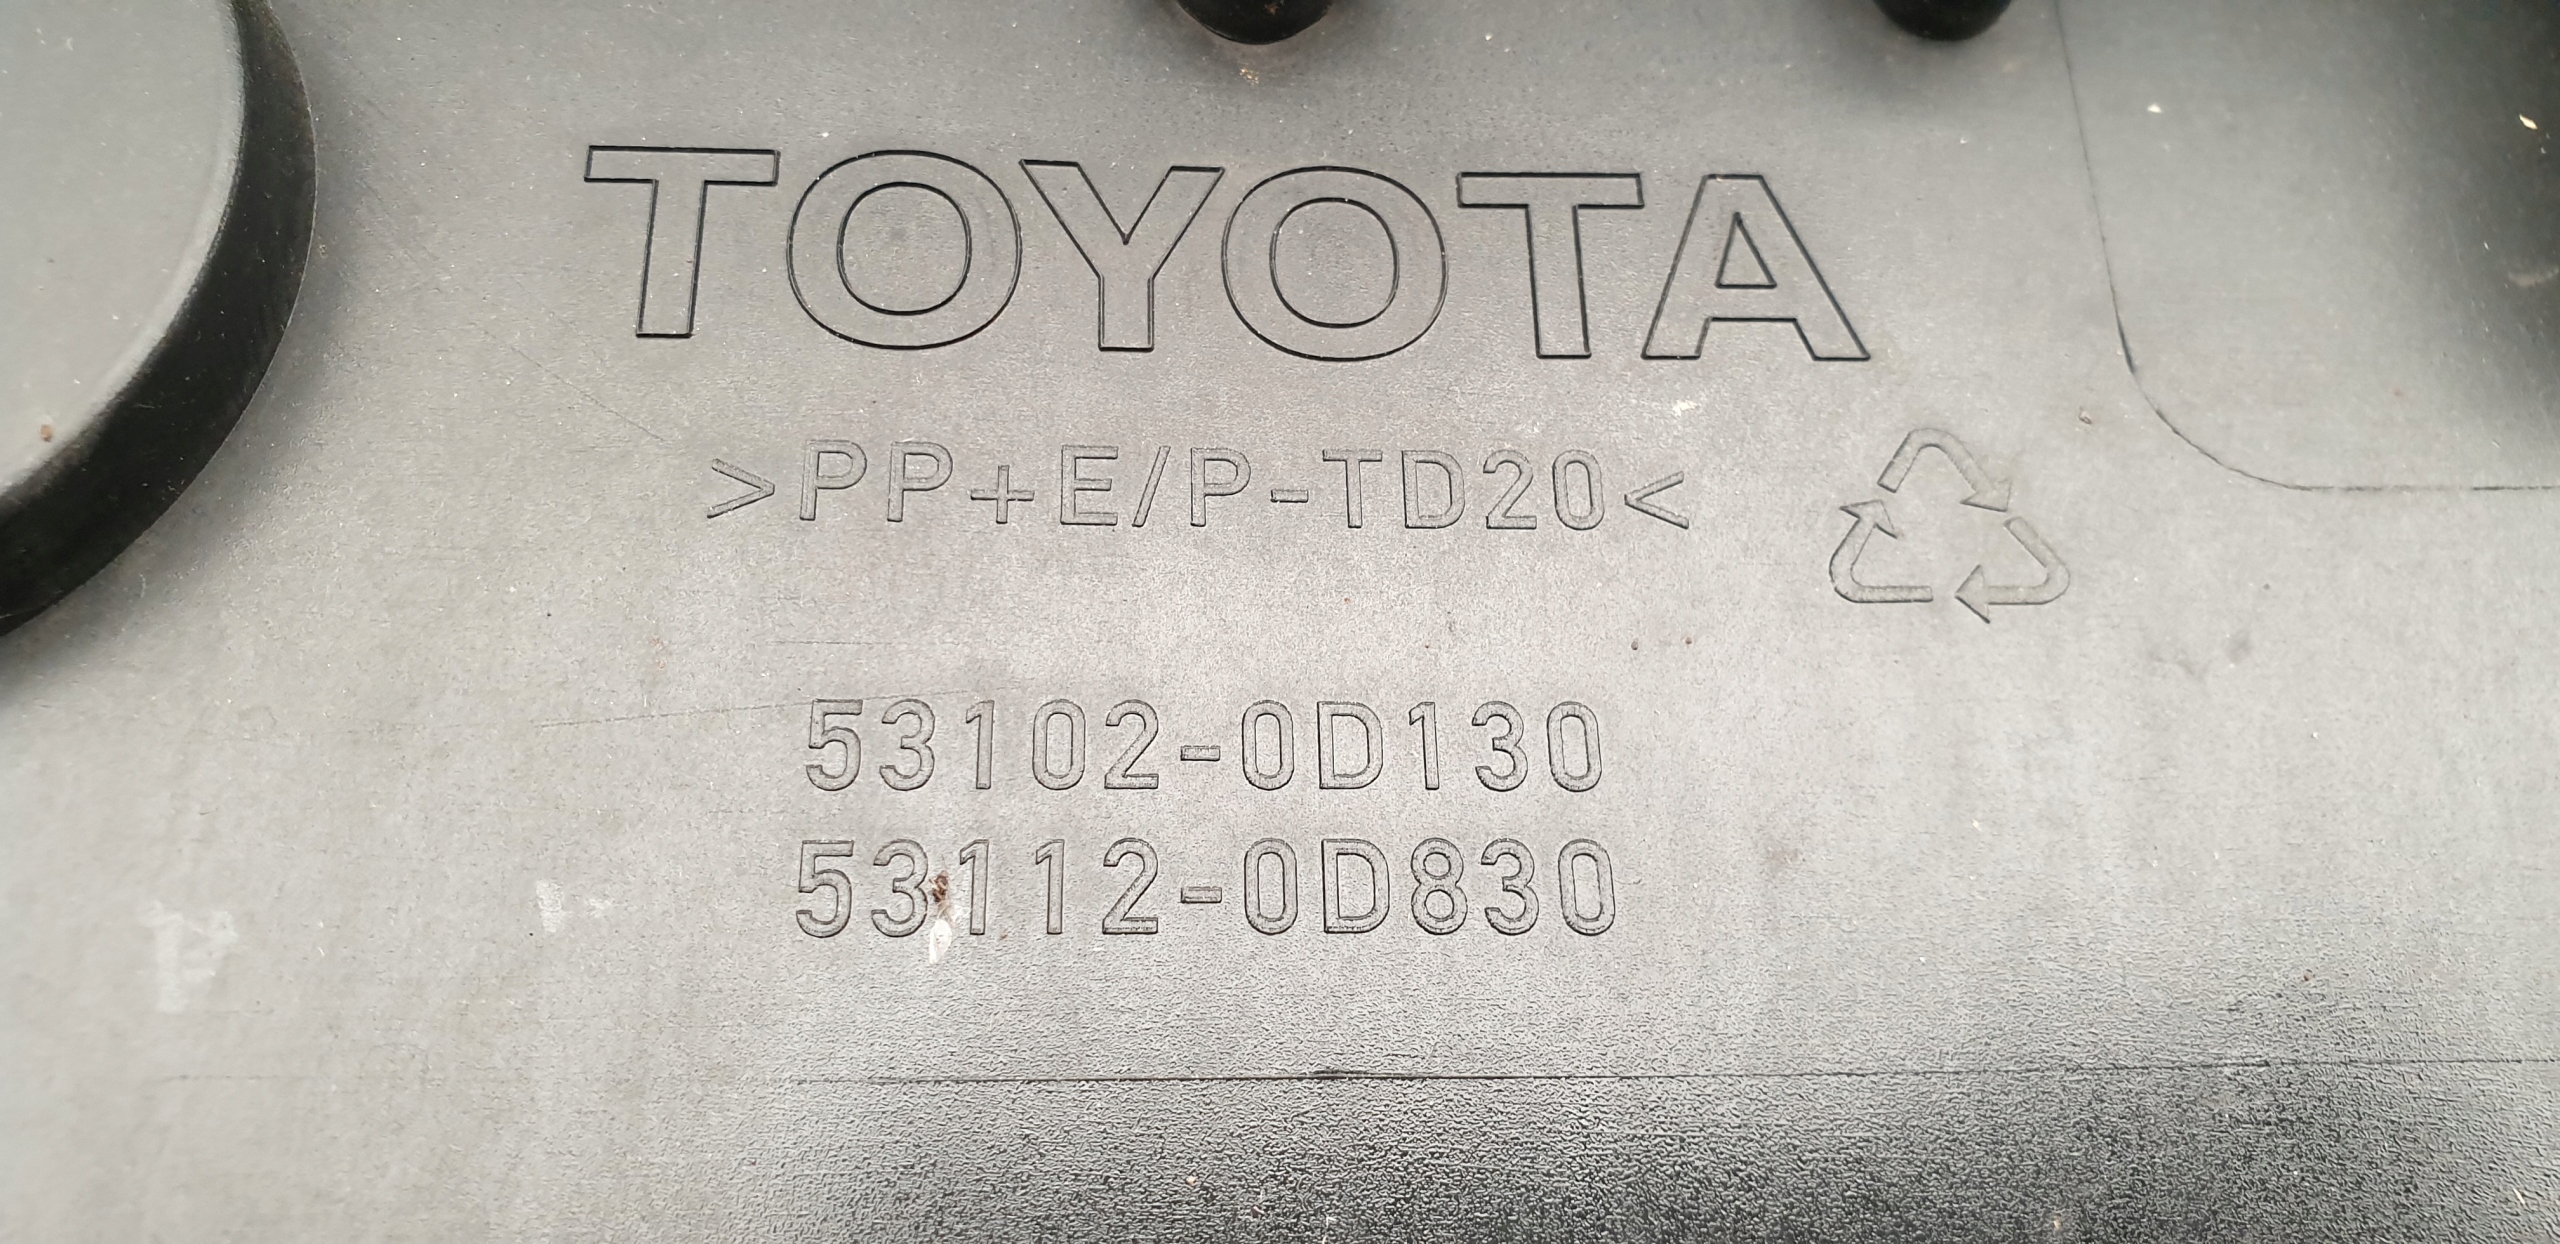 TOYOTA
>PP+E/P-TD20<
53102-0D130
53112-0D830